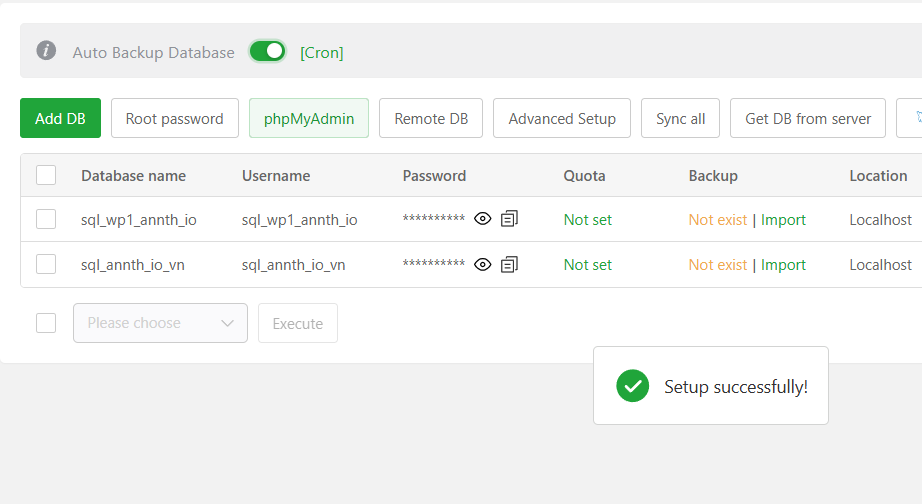 Auto Backup Database [Cron]
Add DB Root password phpMyAdmin Remote DB Advanced Setup Sync all Get DB from server
Database name Username Password Quota Backup Location
sql_wp1_annth_io sql_wp1_annth_io ********** Not set Not exist | Import Localhost
sql_annth_io_vn sql_annth_io_vn ********** Not set Not exist | Import Localhost
Please choose Execute
Setup successfully!